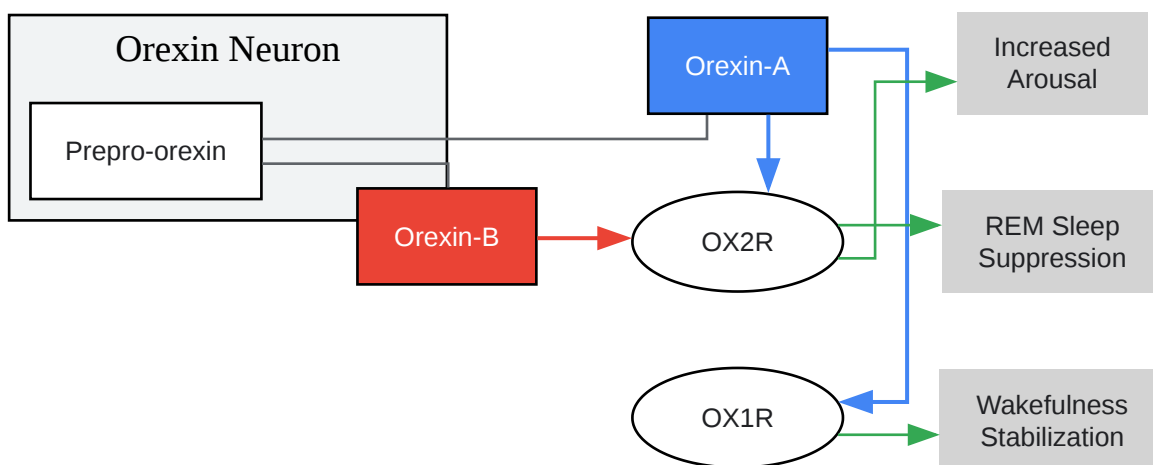 Orexin Neuron
Prepro-orexin
Orexin-A
Orexin-B
OX2R
OX1R
Increased
Arousal
REM Sleep
Suppression
Wakefulness
Stabilization